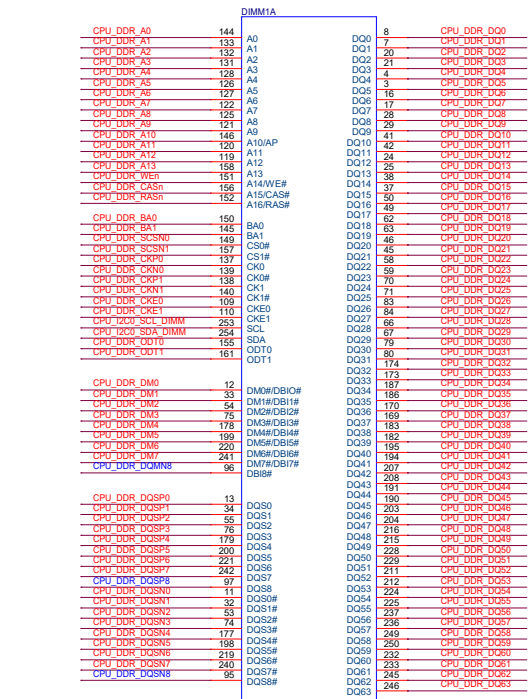 DIMM1A
CPU_DDR_A0 144 A0
CPU_DDR_A1 133 A1
CPU_DDR_A2 132 A2
CPU_DDR_A3 131 A3
CPU_DDR_A4 128 A4
CPU_DDR_A5 126 A5
CPU_DDR_A6 127 A6
CPU_DDR_A7 122 A7
CPU_DDR_A8 125 A8
CPU_DDR_A9 121 A9
CPU_DDR_A10 146 A10/AP
CPU_DDR_A11 120 A11
CPU_DDR_A12 119 A12
CPU_DDR_A13 158 A13
CPU_DDR_WEn 151 A14/WE#
CPU_DDR_CASn 156 A15/CAS#
CPU_DDR_RASn 152 A16/RAS#
CPU_DDR_BA0 150 BA0
CPU_DDR_BA1 145 BA1
CPU_DDR_SCSN0 149 CS0#
CPU_DDR_SCSN1 157 CS1#
CPU_DDR_CKP0 137 CK0
CPU_DDR_CKN0 139 CK0#
CPU_DDR_CKP1 138 CK1
CPU_DDR_CKN1 140 CK1#
CPU_DDR_CKE0 109 CKE0
CPU_DDR_CKE1 110 CKE1
CPU_I2C0_SCL_DIMM 253 SCL
CPU_I2C0_SDA_DIMM 254 SDA
CPU_DDR_ODT0 155 ODT0
CPU_DDR_ODT1 161 ODT1
CPU_DDR_DM0 12 DM0#/DBIO#
CPU_DDR_DM1 33 DM1#/DBI1#
CPU_DDR_DM2 54 DM2#/DBI2#
CPU_DDR_DM3 75 DM3#/DBI3#
CPU_DDR_DM4 178 DM4#/DBI4#
CPU_DDR_DM5 199 DM5#/DBI5#
CPU_DDR_DM6 220 DM6#/DBI6#
CPU_DDR_DM7 241 DM7#/DBI7#
CPU_DDR_DQMN8 96 DBI8#
CPU_DDR_DQSP0 13 DQS0
CPU_DDR_DQSP1 34 DQS1
CPU_DDR_DQSP2 55 DQS2
CPU_DDR_DQSP3 76 DQS3
CPU_DDR_DQSP4 179 DQS4
CPU_DDR_DQSP5 200 DQS5
CPU_DDR_DQSP6 221 DQS6
CPU_DDR_DQSP7 242 DQS7
CPU_DDR_DQSP8 97 DQS8
CPU_DDR_DQSN0 11 DQS0#
CPU_DDR_DQSN1 32 DQS1#
CPU_DDR_DQSN2 53 DQS2#
CPU_DDR_DQSN3 74 DQS3#
CPU_DDR_DQSN4 177 DQS4#
CPU_DDR_DQSN5 198 DQS5#
CPU_DDR_DQSN6 219 DQS6#
CPU_DDR_DQSN7 240 DQS7#
CPU_DDR_DQSN8 95 DQS8#
DQ0 8 CPU_DDR_DQ0
DQ1 7 CPU_DDR_DQ1
DQ2 20 CPU_DDR_DQ2
DQ3 21 CPU_DDR_DQ3
DQ4 4 CPU_DDR_DQ4
DQ5 3 CPU_DDR_DQ5
DQ6 16 CPU_DDR_DQ6
DQ7 17 CPU_DDR_DQ7
DQ8 28 CPU_DDR_DQ8
DQ9 29 CPU_DDR_DQ9
DQ10 41 CPU_DDR_DQ10
DQ11 42 CPU_DDR_DQ11
DQ12 24 CPU_DDR_DQ12
DQ13 25 CPU_DDR_DQ13
DQ14 38 CPU_DDR_DQ14
DQ15 37 CPU_DDR_DQ15
DQ16 50 CPU_DDR_DQ16
DQ17 49 CPU_DDR_DQ17
DQ18 62 CPU_DDR_DQ18
DQ19 63 CPU_DDR_DQ19
DQ20 46 CPU_DDR_DQ20
DQ21 45 CPU_DDR_DQ21
DQ22 58 CPU_DDR_DQ22
DQ23 59 CPU_DDR_DQ23
DQ24 70 CPU_DDR_DQ24
DQ25 71 CPU_DDR_DQ25
DQ26 83 CPU_DDR_DQ26
DQ27 84 CPU_DDR_DQ27
DQ28 66 CPU_DDR_DQ28
DQ29 67 CPU_DDR_DQ29
DQ30 79 CPU_DDR_DQ30
DQ31 80 CPU_DDR_DQ31
DQ32 174 CPU_DDR_DQ32
DQ33 173 CPU_DDR_DQ33
DQ34 187 CPU_DDR_DQ34
DQ35 186 CPU_DDR_DQ35
DQ36 170 CPU_DDR_DQ36
DQ37 169 CPU_DDR_DQ37
DQ38 183 CPU_DDR_DQ38
DQ39 182 CPU_DDR_DQ39
DQ40 195 CPU_DDR_DQ40
DQ41 194 CPU_DDR_DQ41
DQ42 207 CPU_DDR_DQ42
DQ43 208 CPU_DDR_DQ43
DQ44 191 CPU_DDR_DQ44
DQ45 190 CPU_DDR_DQ45
DQ46 203 CPU_DDR_DQ46
DQ47 204 CPU_DDR_DQ47
DQ48 216 CPU_DDR_DQ48
DQ49 215 CPU_DDR_DQ49
DQ50 228 CPU_DDR_DQ50
DQ51 229 CPU_DDR_DQ51
DQ52 211 CPU_DDR_DQ52
DQ53 212 CPU_DDR_DQ53
DQ54 224 CPU_DDR_DQ54
DQ55 225 CPU_DDR_DQ55
DQ56 237 CPU_DDR_DQ56
DQ57 236 CPU_DDR_DQ57
DQ58 249 CPU_DDR_DQ58
DQ59 250 CPU_DDR_DQ59
DQ60 232 CPU_DDR_DQ60
DQ61 233 CPU_DDR_DQ61
DQ62 245 CPU_DDR_DQ62
DQ63 246 CPU_DDR_DQ63